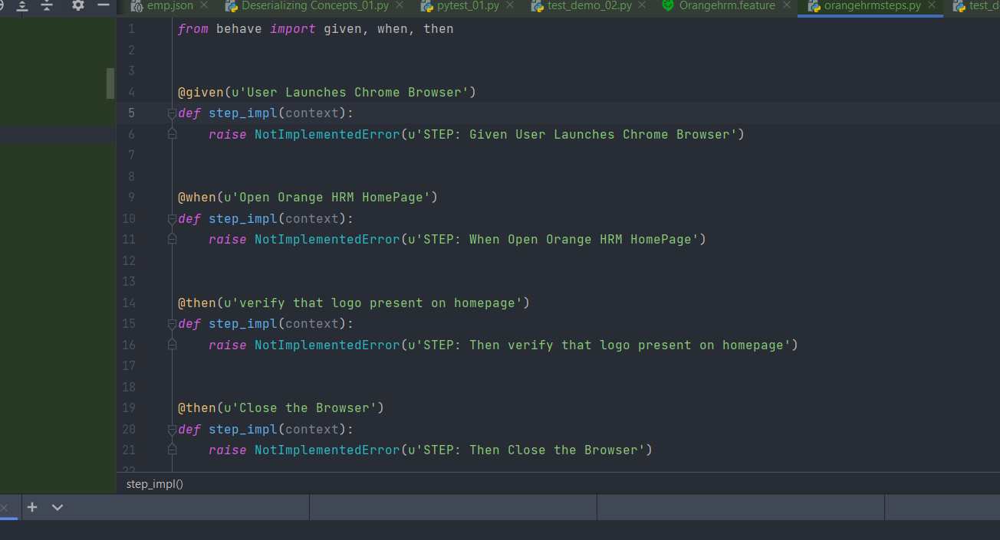 emp.json Deserializing Concepts_01.py pytest_01.py test_demo_02.py Orangehrm.feature orangehrmsteps.py test_d
1 from behave import given, when, then
2
3
4 @given(u'User Launches Chrome Browser')
5 def step_impl(context):
6     raise NotImplementedError(u'STEP: Given User Launches Chrome Browser')
7
8
9 @when(u'Open Orange HRM HomePage')
10 def step_impl(context):
11     raise NotImplementedError(u'STEP: When Open Orange HRM HomePage')
12
13
14 @then(u'verify that logo present on homepage')
15 def step_impl(context):
16     raise NotImplementedError(u'STEP: Then verify that logo present on homepage')
17
18
19 @then(u'Close the Browser')
20 def step_impl(context):
21     raise NotImplementedError(u'STEP: Then Close the Browser')
22
step_impl()